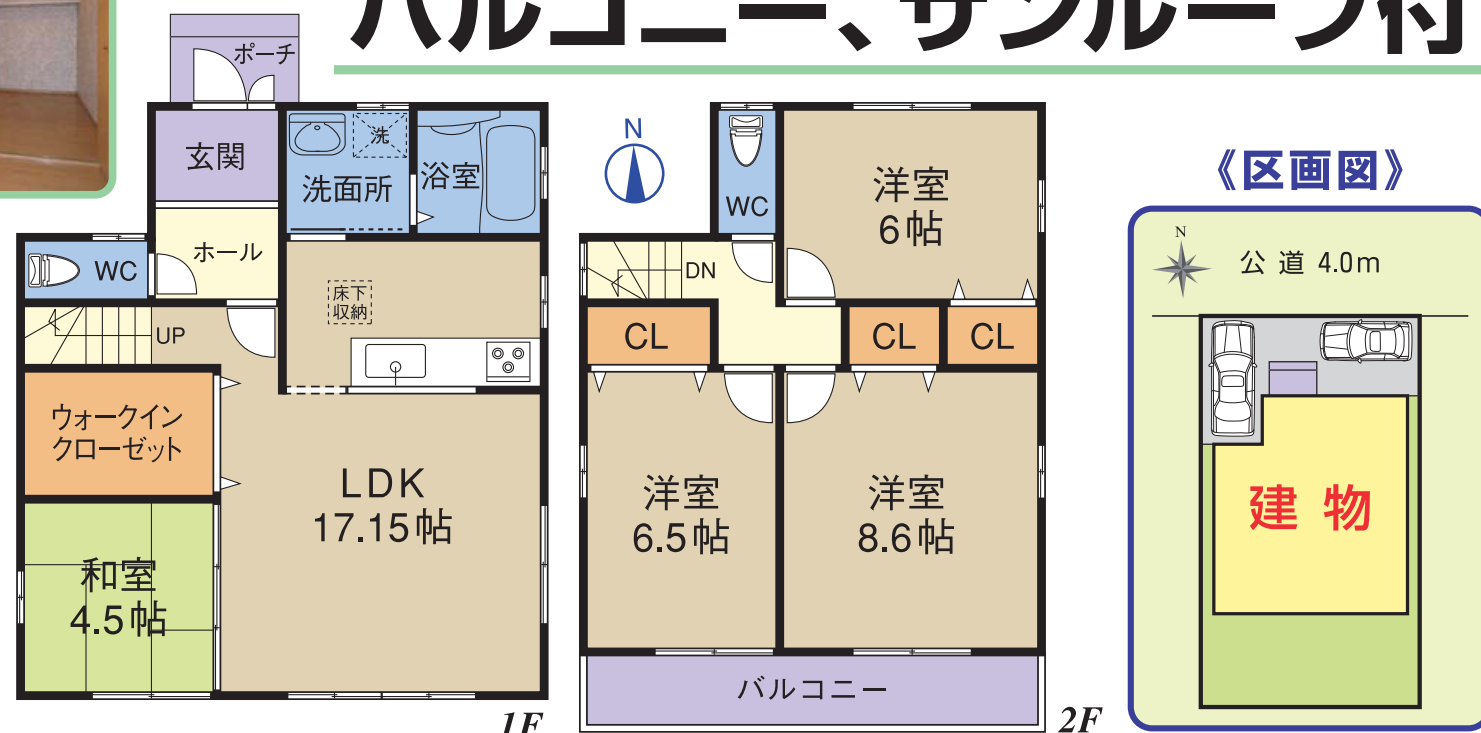 バルコニー、サンルーフ付
ポーチ
玄関
洗面所
洗
浴室
WC
ホール
床下
収納
UP
ウォークイン
クローゼット
LDK
17.15帖
和室
4.5帖
1F
N
WC
洋室
6帖
DN
CL
CL
CL
洋室
6.5帖
洋室
8.6帖
バルコニー
2F
《区画図》
N
公道 4.0m
建物